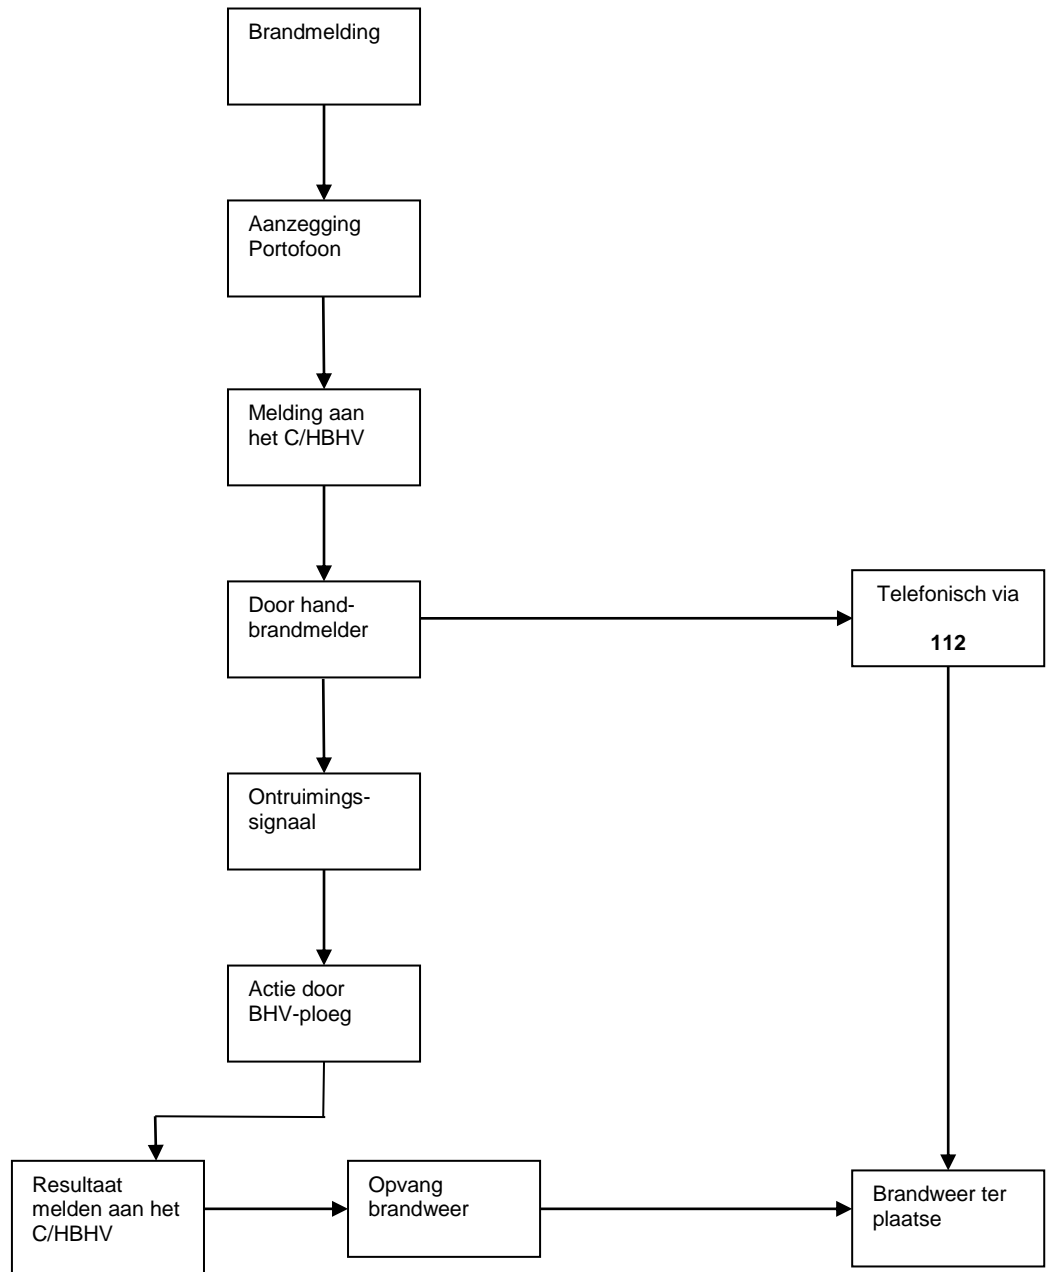 Brandmelding
Aanzegging
Portofoon
Melding aan
het C/HBHV
Door hand-
brandmelder
Telefonisch via
112
Ontruimings-
signaal
Actie door
BHV-ploeg
Resultaat
melden aan het
C/HBHV
Opvang
brandweer
Brandweer ter
plaatse